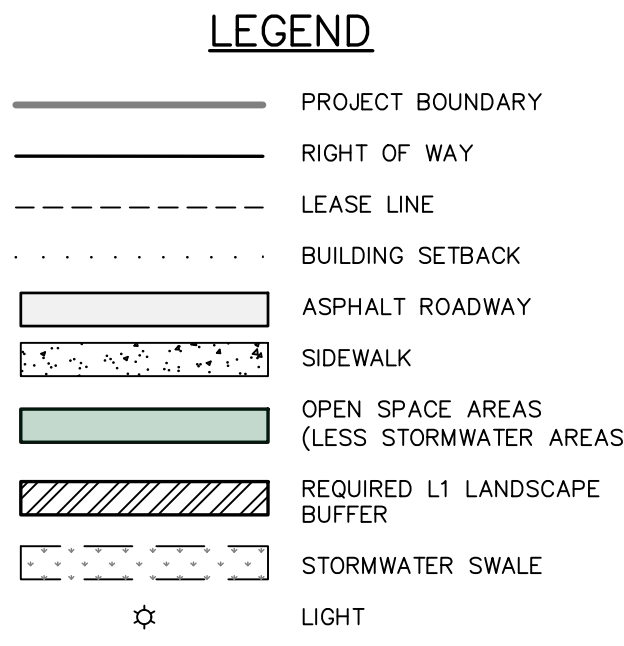 LEGEND
PROJECT BOUNDARY
RIGHT OF WAY
LEASE LINE
BUILDING SETBACK
ASPHALT ROADWAY
SIDEWALK
OPEN SPACE AREAS
(LESS STORMWATER AREAS
REQUIRED L1 LANDSCAPE
BUFFER
STORMWATER SWALE
LIGHT